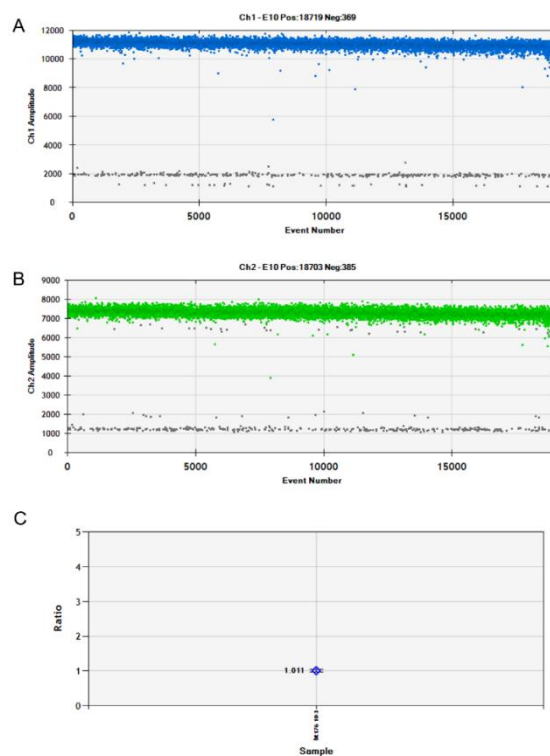 A
Ch1 - E10 Pos:18719 Neg:369
12000
10000
8000
6000
4000
2000
0
Ch1 Amplitude
0 5000 10000 15000
Event Number
B
Ch2 - E10 Pos:18703 Neg:385
9000
8000
7000
6000
5000
4000
3000
2000
1000
0
Ch2 Amplitude
0 5000 10000 15000
Event Number
C
5
4
3
2
1
0
Ratio
1.011
Sample